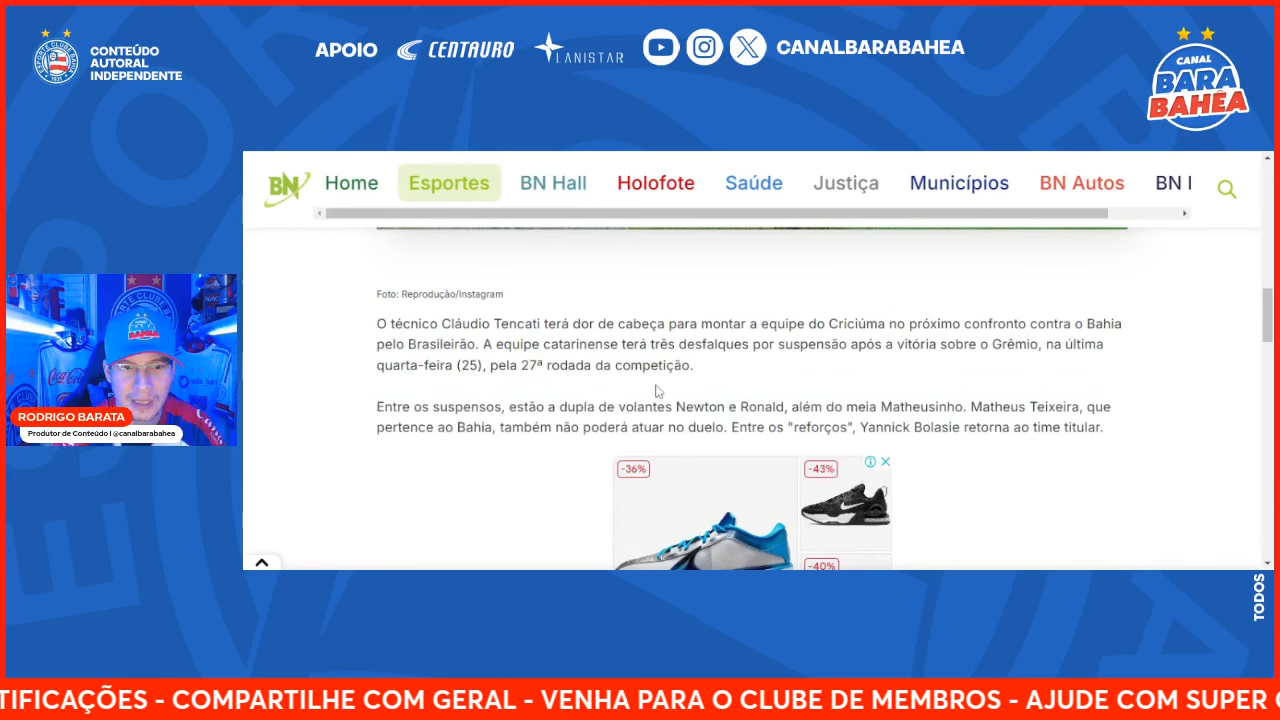 CONTEÚDO
AUTORAL
INDEPENDENTE
APOIO
CENTAURO
LANISTAR
CANALBARABAHEA
CANAL
BARA
BAHÊA
BN
Home
Esportes
BN Hall
Holofote
Saúde
Justiça
Municípios
BN Autos
Foto: Reprodução/Instagram
O técnico Cláudio Tencati terá dor de cabeça para montar a equipe do Criciúma no próximo confronto contra o Bahia
pelo Brasileirão. A equipe catarinense terá três desfalques por suspensão após a vitória sobre o Grêmio, na última
quarta-feira (25), pela 27ª rodada da competição.
Entre os suspensos, estão a dupla de volantes Newton e Ronald, além do meia Matheusinho. Matheus Teixeira, que
pertence ao Bahia, também não poderá atuar no duelo. Entre os "reforços", Yannick Bolasie retorna ao time titular.
-36%
-43%
-40%
Coca-Cola
RODRIGO BARATA
Produtor de Conteúdo I @canalbarabahea
TODOS
TIFICAÇÕES - COMPARTILHE COM GERAL - VENHA PARA O CLUBE DE MEMBROS - AJUDE COM SUPER